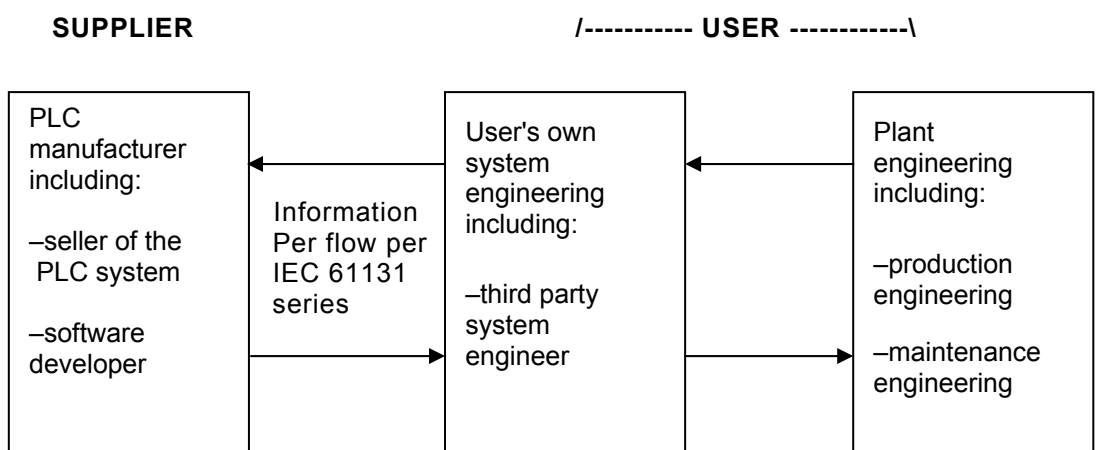 SUPPLIER
/----------- USER ------------\
PLC
manufacturer
including:
–seller of the
PLC system
–software
developer
Information
Per flow per
IEC 61131
series
User's own
system
engineering
including:
–third party
system
engineer
Plant
engineering
including:
–production
engineering
–maintenance
engineering